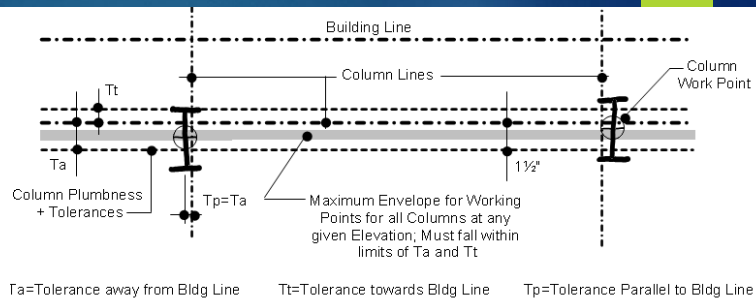 Building Line
Column Lines
Column
Work Point
Tt
Ta
Column Plumbness
+ Tolerances
Tp=Ta
Maximum Envelope for Working
Points for all Columns at any
given Elevation; Must fall within
limits of Ta and Tt
1½"
Ta=Tolerance away from Bldg Line
Tt=Tolerance towards Bldg Line
Tp=Tolerance Parallel to Bldg Line